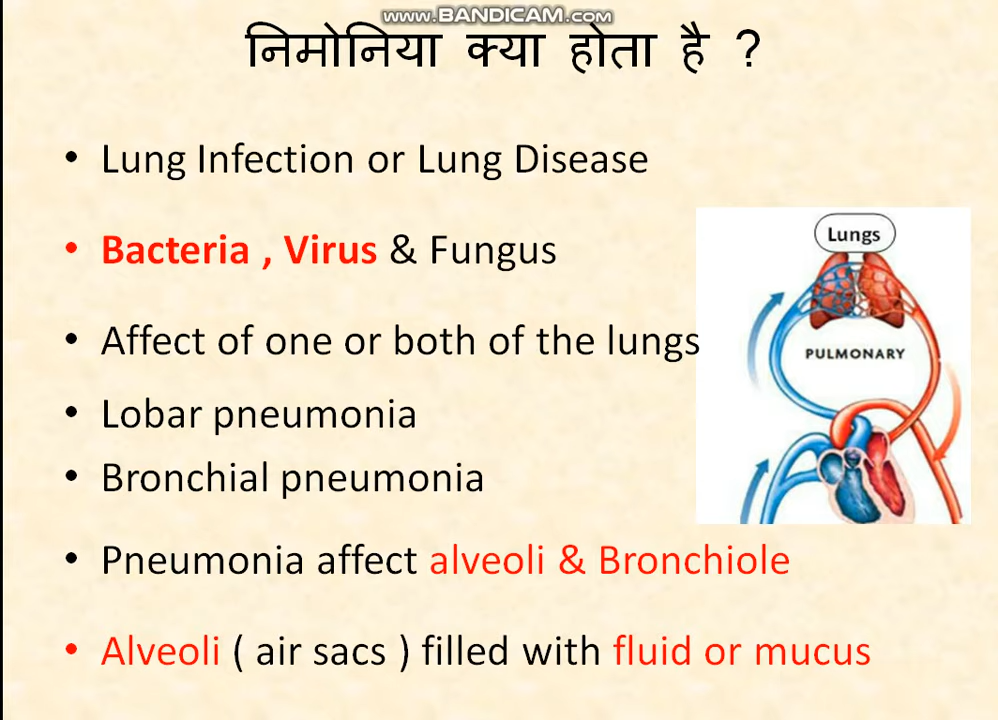 www.BANDICAM.com
निमोनिया क्या होता है ?
• Lung Infection or Lung Disease
• Bacteria , Virus & Fungus
• Affect of one or both of the lungs
• Lobar pneumonia
• Bronchial pneumonia
• Pneumonia affect alveoli & Bronchiole
• Alveoli ( air sacs ) filled with fluid or mucus
Lungs
PULMONARY